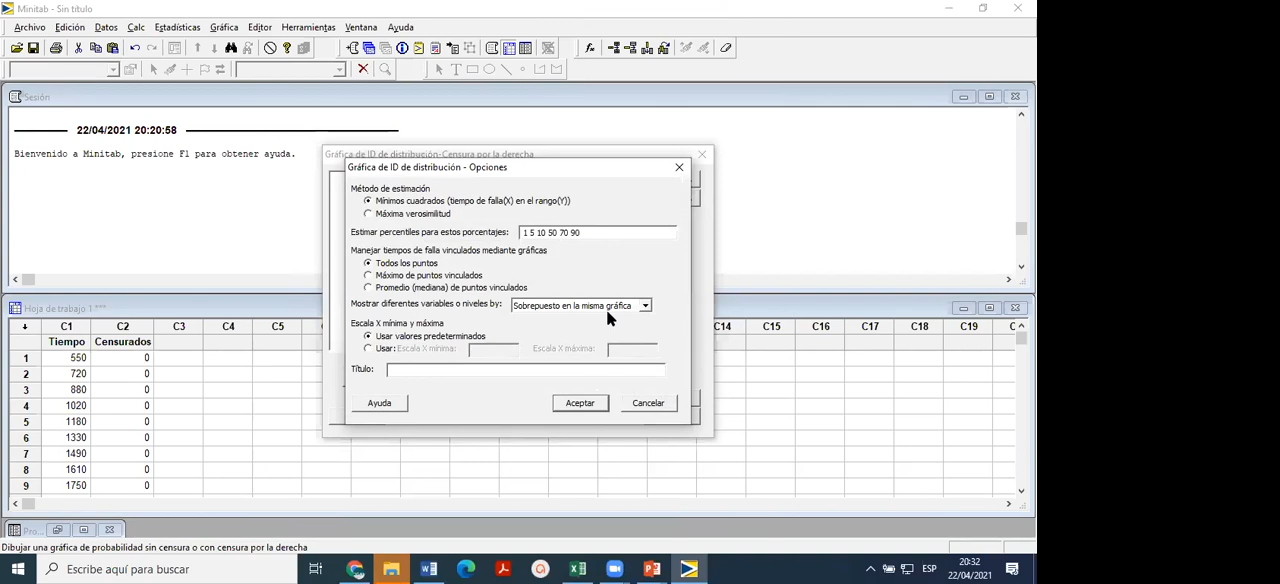 Minitab - Sin título
Archivo Edición Datos Calc Estadísticas Gráfica Editor Herramientas Ventana Ayuda
Sesión
22/04/2021 20:20:58
Bienvenido a Minitab, presione F1 para obtener ayuda.
Gráfica de ID de distribución-Censura por la derecha
Gráfica de ID de distribución - Opciones
Método de estimación
Mínimos cuadrados (tiempo de falla(X) en el rango(Y))
Máxima verosimilitud
Estimar percentiles para estos porcentajes: 1 5 10 50 70 90
Manejar tiempos de falla vinculados mediante gráficas
Todos los puntos
Máximo de puntos vinculados
Promedio (mediana) de puntos vinculados
Mostrar diferentes variables o niveles by: Sobrepuesto en la misma gráfica
Escala X mínima y máxima
Usar valores predeterminados
Usar: Escala X mínima: Escala X máxima:
Título:
Ayuda Aceptar Cancelar
Hoja de trabajo 1 ***
C1 C2 C3 C4 C5 C14 C15 C16 C17 C18 C19
Tiempo Censurados
1 550 0
2 720 0
3 880 0
4 1020 0
5 1180 0
6 1330 0
7 1490 0
8 1610 0
9 1750 0
Pro...
Dibujar una gráfica de probabilidad sin censura o con censura por la derecha
Escribe aquí para buscar
ESP
20:32
22/04/2021